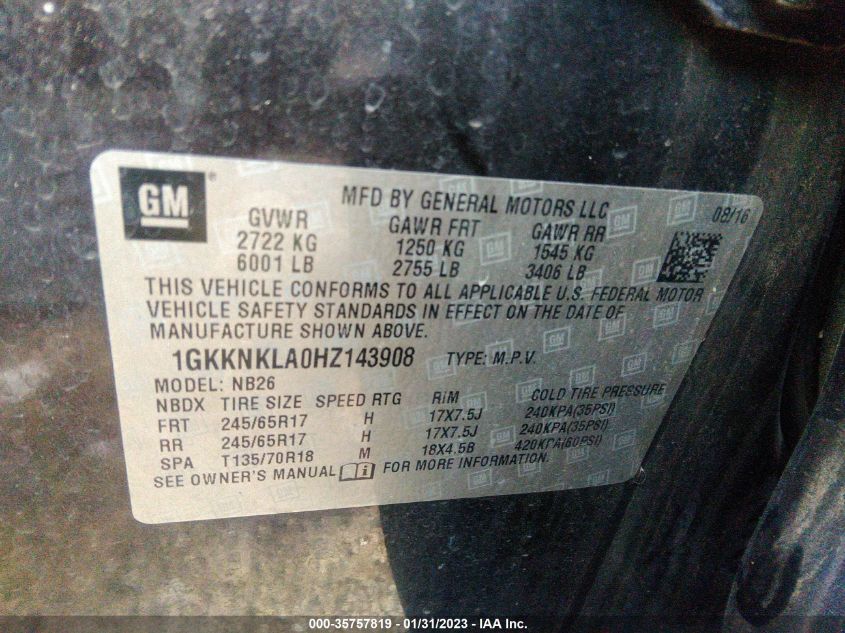 GM
MFD BY GENERAL MOTORS LLC 08/16
GVWR GAWR FRT GAWR RR
2722 KG 1250 KG 1545 KG
6001 LB 2755 LB 3406 LB
THIS VEHICLE CONFORMS TO ALL APPLICABLE U.S. FEDERAL MOTOR
VEHICLE SAFETY STANDARDS IN EFFECT ON THE DATE OF
MANUFACTURE SHOWN ABOVE.
1GKKNKLA0HZ143908 TYPE: M.P.V.
MODEL: NB26
NBDX TIRE SIZE SPEED RTG RIM COLD TIRE PRESSURE
FRT 245/65R17 H 17X7.5J 240KPA(35PSI)
RR 245/65R17 H 17X7.5J 240KPA(35PSI)
SPA T135/70R18 M 18X4.5B 420KPA(60PSI)
SEE OWNER'S MANUAL FOR MORE INFORMATION.
000-35757819 - 01/31/2023 - IAA Inc.